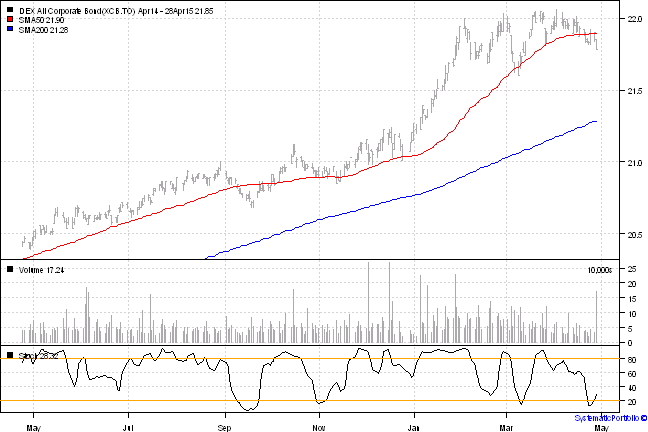 DEX All Corporate Bond(XCB.TO) Apr14 - 28Apr15 21.85
SMA50 21.90
SMA200 21.28
22.0
21.5
21.0
20.5
Volume 17.24
10,000s
25
20
15
10
5
0
80
60
40
20
May Jul Sep Nov Jan Mar May
SystematicPortfolio ©